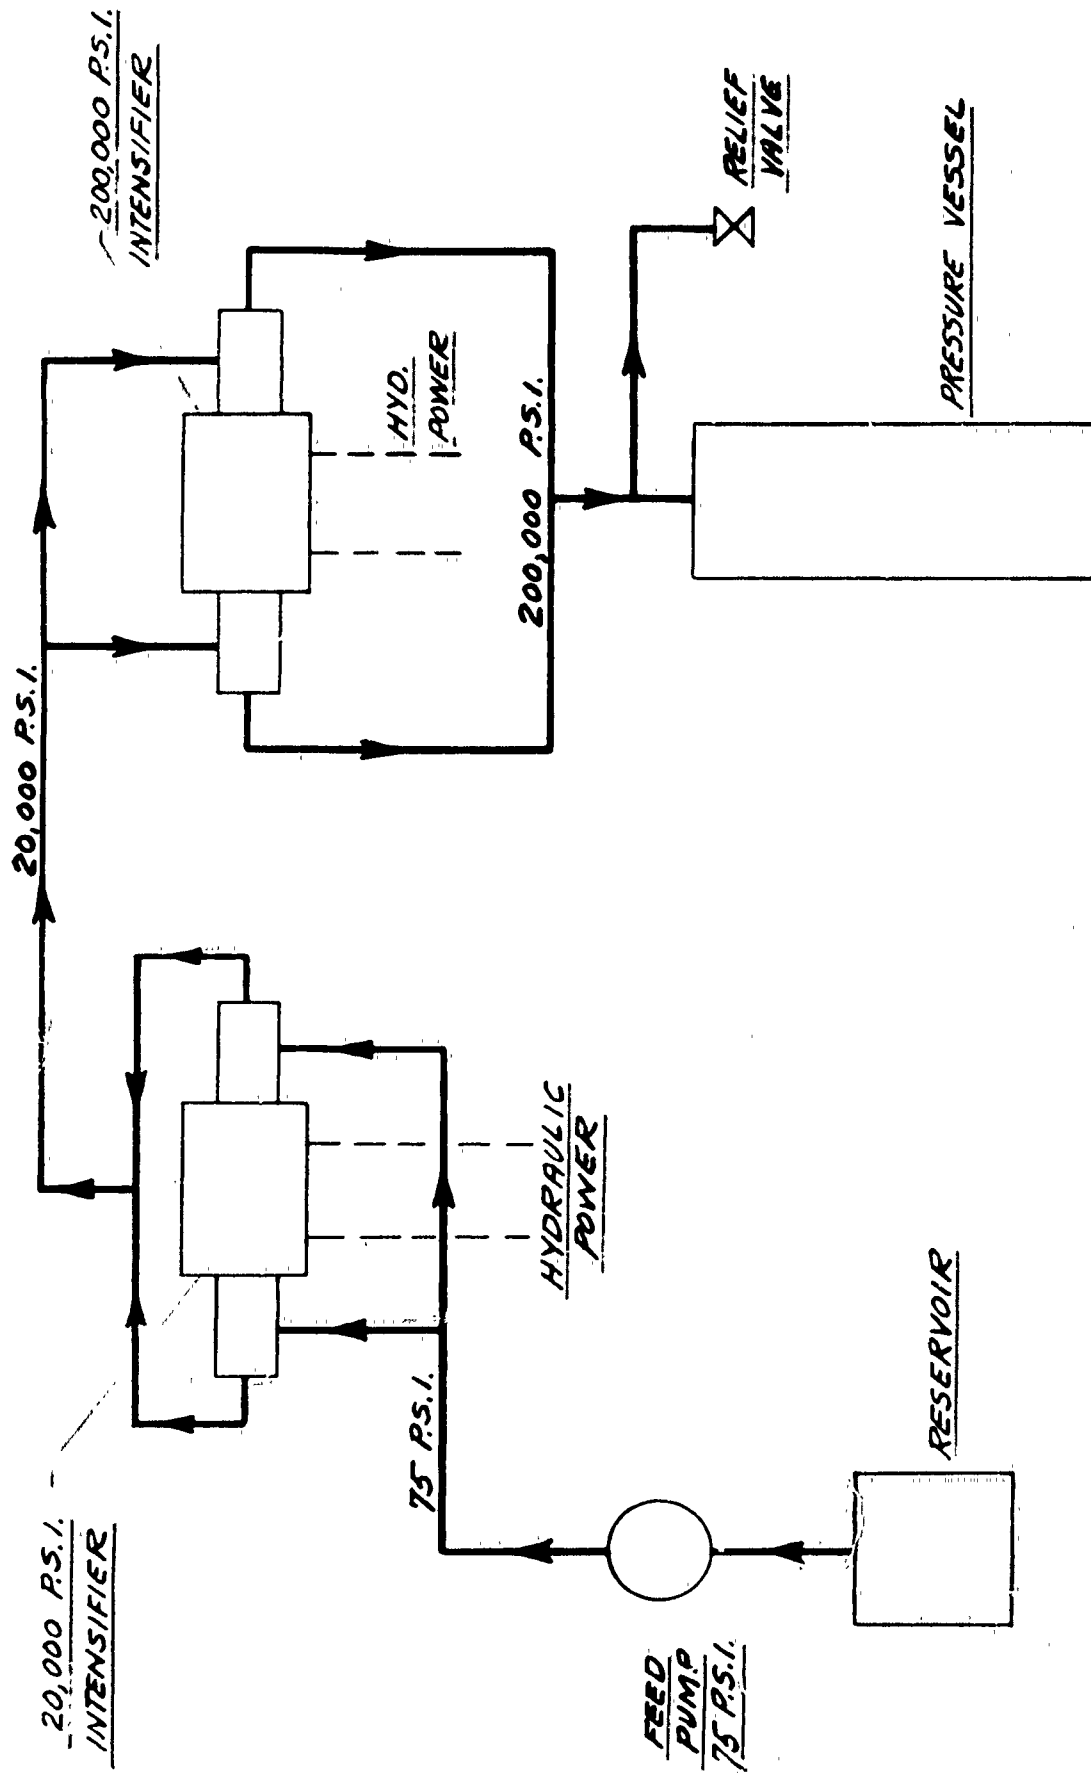 20,000 P.S.I.
INTENSIFIER
20,000 P.S.I.
200,000 P.S.I.
INTENSIFIER
75 P.S.I.
HYDRAULIC
POWER
HYD.
POWER
200,000 P.S.I.
FEED
PUMP
75 P.S.I.
RESERVOIR
RELIEF
VALVE
PRESSURE VESSEL